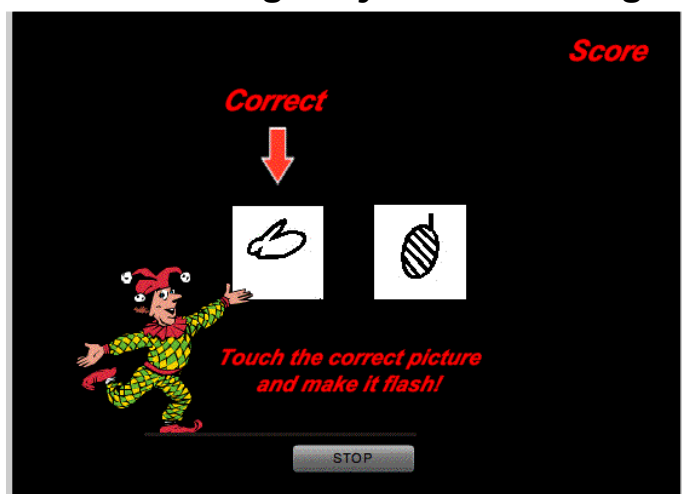 Score
Correct
Touch the correct picture
and make it flash!
STOP